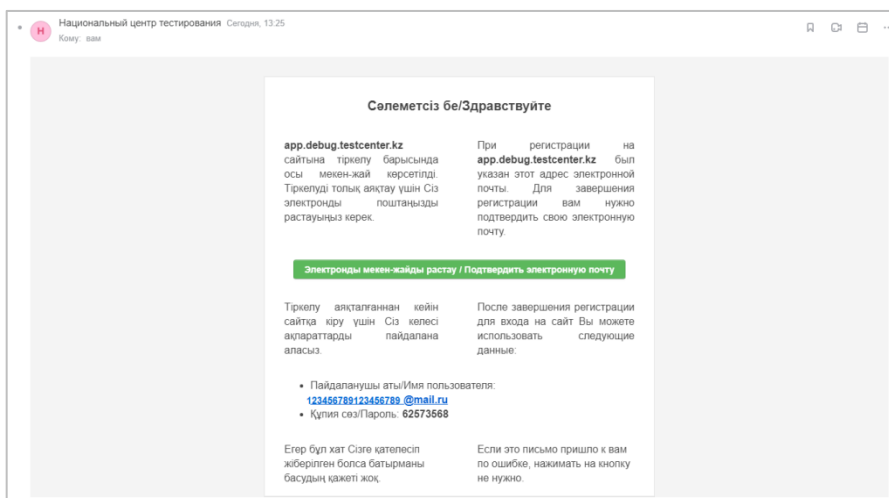 Н
Национальный центр тестирования Сегодня, 13:25
Кому: вам
Сәлеметсіз бе/Здравствуйте
app.debug.testcenter.kz
сайтына тіркелу барысында
осы мекен-жай көрсетілді.
Тіркелуді толық аяқтау үшін Сіз
электронды поштаңызды
растауыңыз керек.
При регистрации на
app.debug.testcenter.kz был
указан этот адрес электронной
почты. Для завершения
регистрации вам нужно
подтвердить свою электронную
почту.
Электронды мекен-жайды растау / Подтвердить электронную почту
Тіркелу аяқталғаннан кейін
сайтқа кіру үшін Сіз келесі
ақпараттарды пайдалана
аласыз.
После завершения регистрации
для входа на сайт Вы можете
использовать следующие
данные:
• Пайдаланушы аты/Имя пользователя:
123456789123456789 @mail.ru
• Құпия сөз/Пароль: 62573568
Егер бұл хат Сізге қателесіп
жіберілген болса батырманы
басудың қажеті жоқ.
Если это письмо пришло к вам
по ошибке, нажимать на кнопку
не нужно.